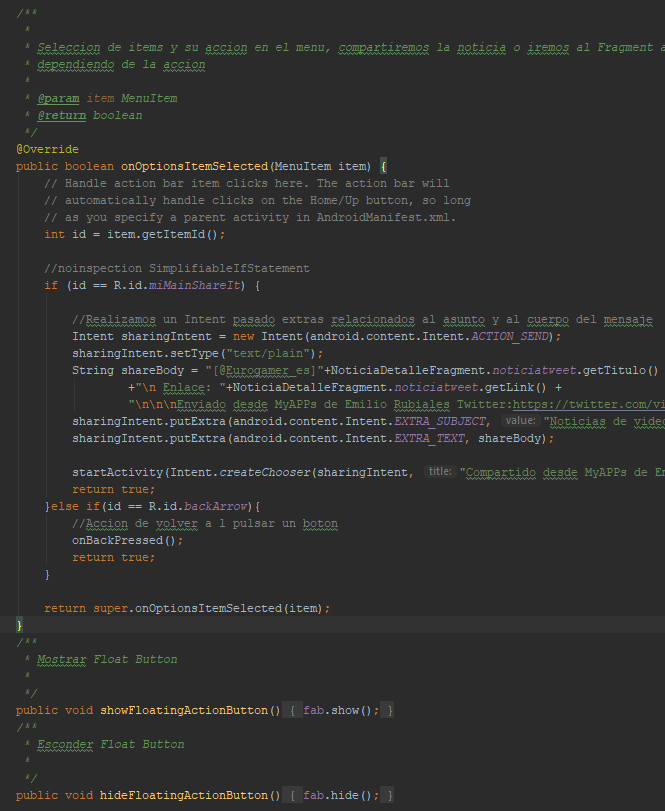 /**
*
* Seleccion de items y su accion en el menu, compartiremos la noticia o iremos al Fragment a
* dependiendo de la accion
*
* @param item MenuItem
* @return boolean
*/
@Override
public boolean onOptionsItemSelected(MenuItem item) {
// Handle action bar item clicks here. The action bar will
// automatically handle clicks on the Home/Up button, so long
// as you specify a parent activity in AndroidManifest.xml.
int id = item.getItemId();
//noinspection SimplifiableIfStatement
if (id == R.id.miMainShareIt) {
//Realizamos un Intent pasado extras relacionados al asunto y al cuerpo del mensaje
Intent sharingIntent = new Intent(android.content.Intent.ACTION_SEND);
sharingIntent.setType("text/plain");
String shareBody = "[@Eurogamer_es]"+NoticiaDetalleFragment.noticiatweet.getTitulo()
+"\n Enlace: "+NoticiaDetalleFragment.noticiatweet.getLink() +
"\n\n\nEnviado desde MyAPPs de Emilio Rubiales Twitter:https://twitter.com/vi
sharingIntent.putExtra(android.content.Intent.EXTRA_SUBJECT, value: "Noticias de video
sharingIntent.putExtra(android.content.Intent.EXTRA_TEXT, shareBody);
startActivity(Intent.createChooser(sharingIntent, title: "Compartido desde MyAPPs de Em
return true;
}else if(id == R.id.backArrow){
//Accion de volver a l pulsar un boton
onBackPressed();
return true;
}
return super.onOptionsItemSelected(item);
}
/**
* Mostrar Float Button
*
*/
public void showFloatingActionButton() { fab.show(); }
/**
* Esconder Float Button
*
*/
public void hideFloatingActionButton() { fab.hide(); }